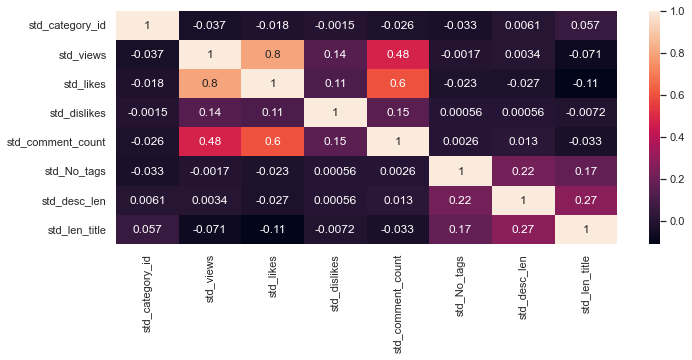 std_category_id 1 -0.037 -0.018 -0.0015 -0.026 -0.033 0.0061 0.057
std_views -0.037 1 0.8 0.14 0.48 -0.0017 0.0034 -0.071
std_likes -0.018 0.8 1 0.11 0.6 -0.023 -0.027 -0.11
std_dislikes -0.0015 0.14 0.11 1 0.15 0.00056 0.00056 -0.0072
std_comment_count -0.026 0.48 0.6 0.15 1 0.0026 0.013 -0.033
std_No_tags -0.033 -0.0017 -0.023 0.00056 0.0026 1 0.22 0.17
std_desc_len 0.0061 0.0034 -0.027 0.00056 0.013 0.22 1 0.27
std_len_title 0.057 -0.071 -0.11 -0.0072 -0.033 0.17 0.27 1
std_category_id
std_views
std_likes
std_dislikes
std_comment_count
std_No_tags
std_desc_len
std_len_title
1.0
0.8
0.6
0.4
0.2
0.0